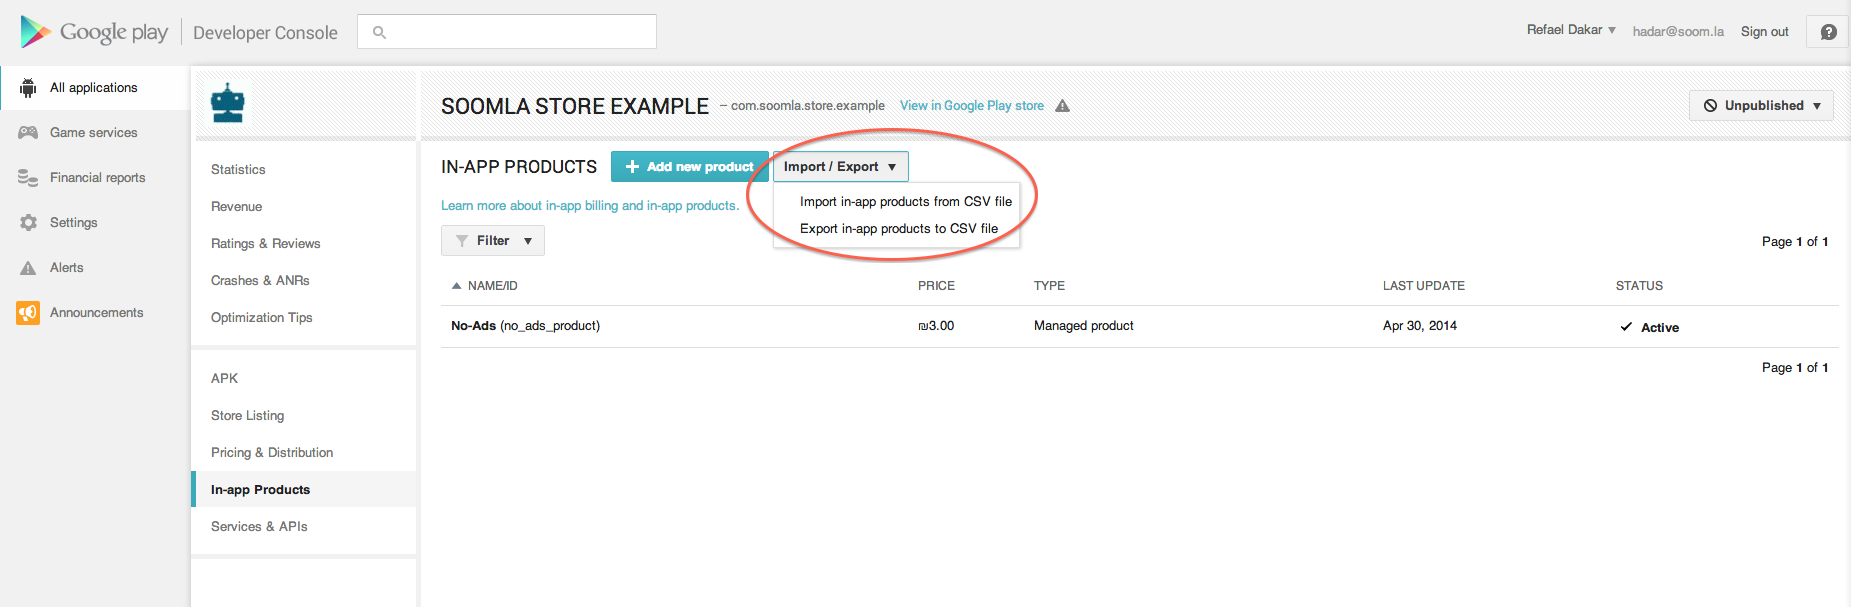 Google play Developer Console
Refael Dakar ▼ hadar@soom.la Sign out
All applications
Game services
Financial reports
Settings
Alerts
Announcements
Statistics
Revenue
Ratings & Reviews
Crashes & ANRs
Optimization Tips
APK
Store Listing
Pricing & Distribution
In-app Products
Services & APIs
SOOMLA STORE EXAMPLE – com.soomla.store.example View in Google Play store
Unpublished ▼
IN-APP PRODUCTS + Add new product Import / Export ▼
Import in-app products from CSV file
Export in-app products to CSV file
Learn more about in-app billing and in-app products.
Filter ▼
Page 1 of 1
NAME/ID PRICE TYPE LAST UPDATE STATUS
No-Ads (no_ads_product) ₪3.00 Managed product Apr 30, 2014 ✓ Active
Page 1 of 1